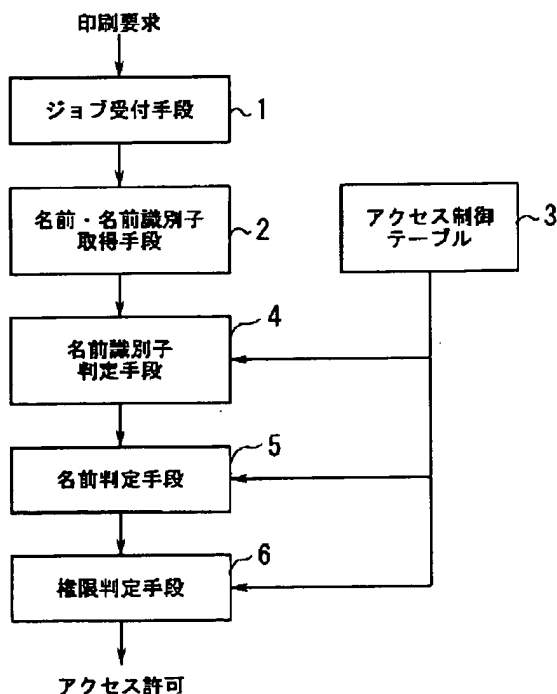 印刷要求
ジョブ受付手段
1
名前・名前識別子
取得手段
2
アクセス制御
テーブル
3
4
名前識別子
判定手段
5
名前判定手段
6
権限判定手段
アクセス許可